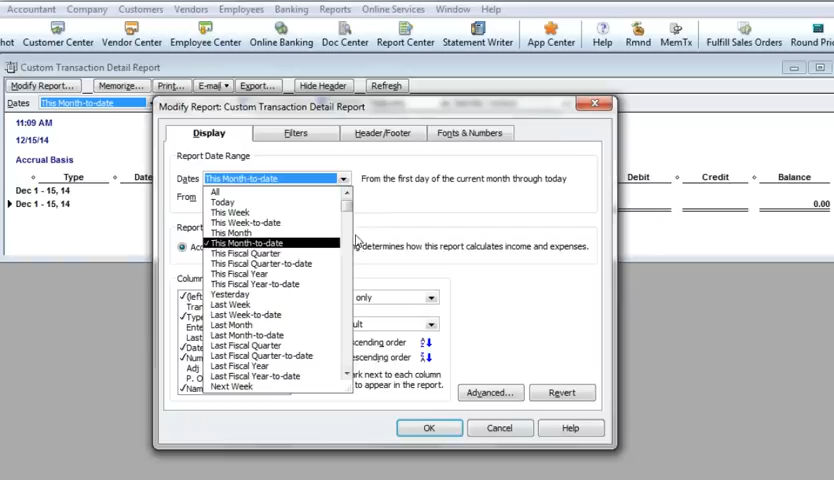 Accountant Company Customers Vendors Employees Banking Reports Online Services Window Help
hot Customer Center Vendor Center Employee Center Online Banking Doc Center Report Center Statement Writer App Center Help Rmnd MemTx Fulfill Sales Orders Round Pri
Custom Transaction Detail Report
Modify Report... Memorize... Print... E-mail Export... Hide Header Refresh
Dates This Month-to-date
11:09 AM
12/15/14
Accrual Basis
Type Date Debit Credit Balance
Dec 1 - 15, 14
Dec 1 - 15, 14 0.00
Modify Report: Custom Transaction Detail Report
Display Filters Header/Footer Fonts & Numbers
Report Date Range
Dates This Month-to-date From the first day of the current month through today
From
All
Today
This Week
This Week-to-date
This Month
This Month-to-date
This Fiscal Quarter
This Fiscal Quarter-to-date
This Fiscal Year
This Fiscal Year-to-date
Yesterday
Last Week
Last Week-to-date
Last Month
Last Month-to-date
Last Fiscal Quarter
Last Fiscal Quarter-to-date
Last Fiscal Year
Last Fiscal Year-to-date
Next Week
Report
Acc ng determines how this report calculates income and expenses.
Column
(left only
Tran
Type
Ente ult
Last
Date scending order
Num escending order
Adj
P. O. rk next to each column
Nam to appear in the report.
Advanced... Revert
OK Cancel Help